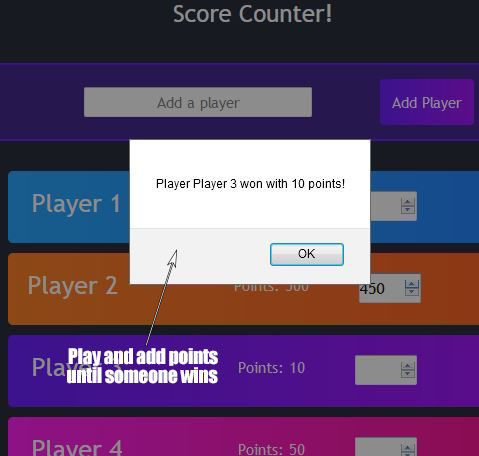 Score Counter!
Add a player
Add Player
Player Player 3 won with 10 points!
OK
Player 1
Player 2
Points: 500
450
Play and add points
until someone wins
Player 3
Points: 10
Player 4
Points: 50